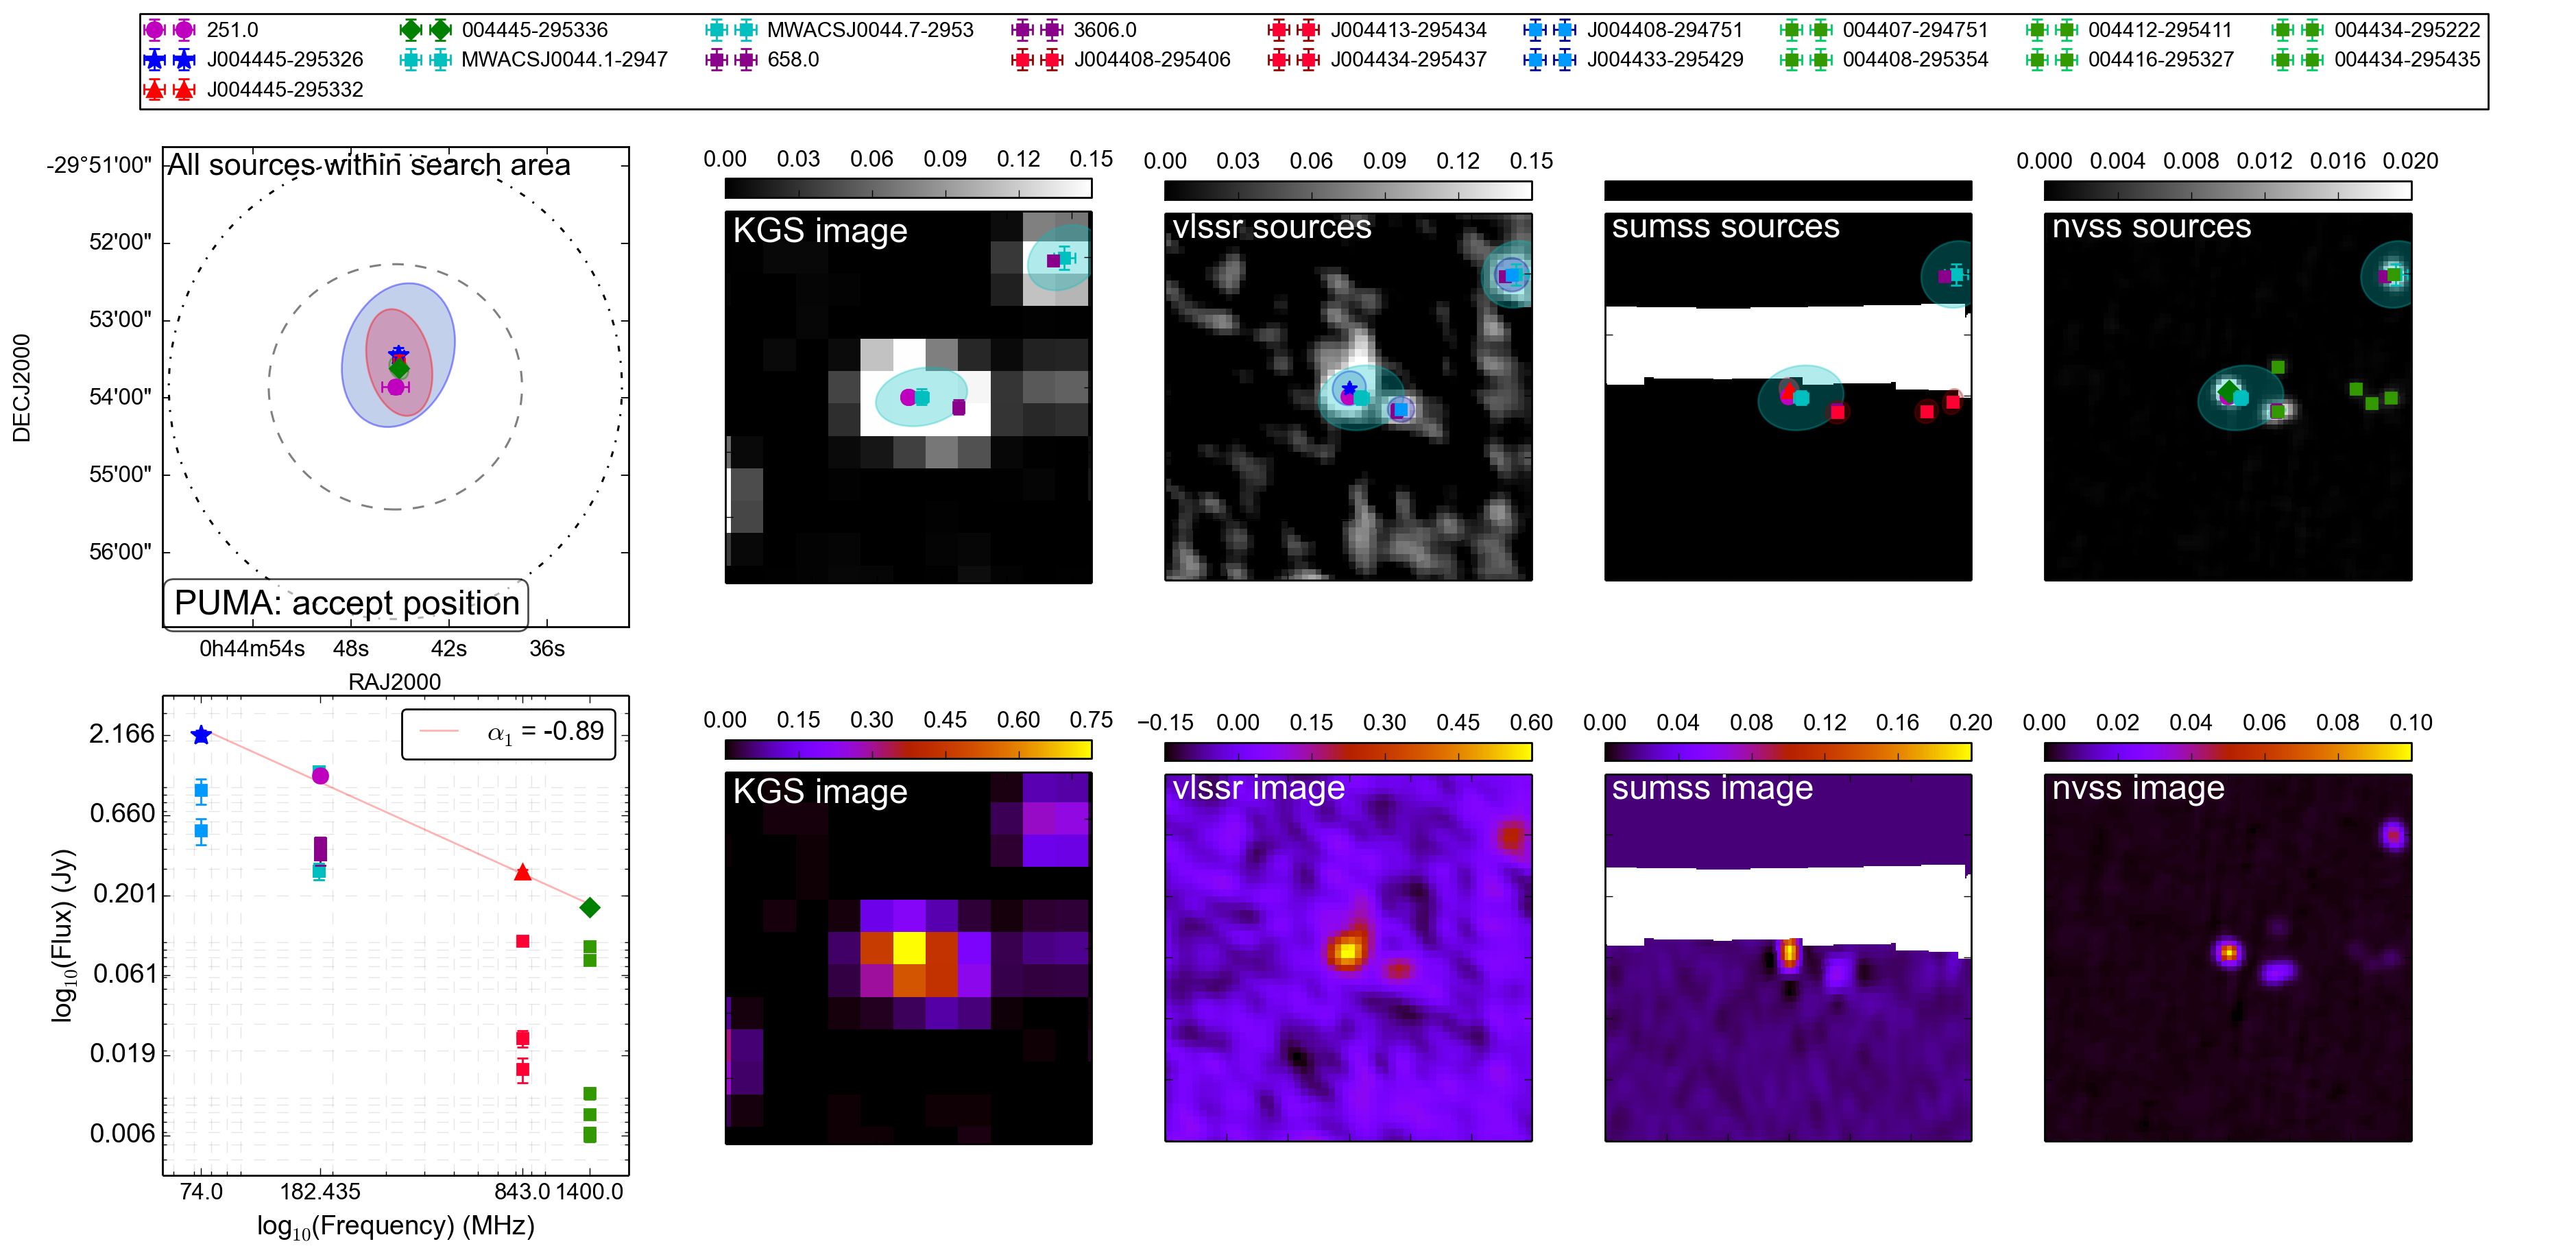 251.0 004445-295336 MWACSJ0044.7-2953 3606.0 J004413-295434 J004408-294751 004407-294751 004412-295411 004434-295222
J004445-295326 MWACSJ0044.1-2947 658.0 J004408-295406 J004434-295437 J004433-295429 004408-295354 004416-295327 004434-295435
J004445-295332
-29°51'00"
52'00"
53'00"
54'00"
55'00"
56'00"
DECJ2000
All sources within search area
PUMA: accept position
0h44m54s 48s 42s 36s
RAJ2000
0.00 0.03 0.06 0.09 0.12 0.15
KGS image
0.00 0.03 0.06 0.09 0.12 0.15
vlssr sources
sumss sources
0.000 0.004 0.008 0.012 0.016 0.020
nvss sources
2.166
0.660
0.201
0.061
0.019
0.006
log10(Flux) (Jy)
α1 = -0.89
74.0 182.435 843.0 1400.0
log10(Frequency) (MHz)
0.00 0.15 0.30 0.45 0.60 0.75
KGS image
−0.15 0.00 0.15 0.30 0.45 0.60
vlssr image
0.00 0.04 0.08 0.12 0.16 0.20
sumss image
0.00 0.02 0.04 0.06 0.08 0.10
nvss image